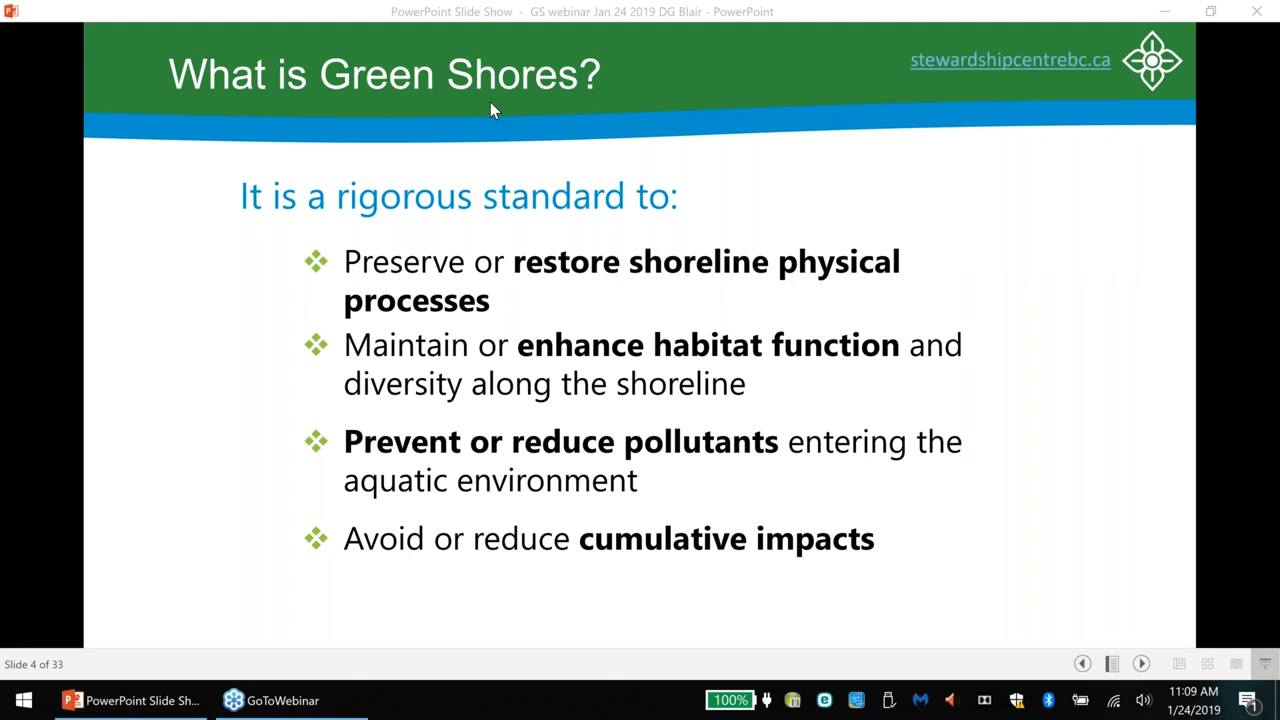 PowerPoint Slide Show - GS webinar Jan 24 2019 DG Blair - PowerPoint
What is Green Shores?
stewardshipcentrebc.ca
It is a rigorous standard to:
Preserve or restore shoreline physical
processes
Maintain or enhance habitat function and
diversity along the shoreline
Prevent or reduce pollutants entering the
aquatic environment
Avoid or reduce cumulative impacts
Slide 4 of 33
PowerPoint Slide Sh...
GoToWebinar
100%
11:09 AM
1/24/2019
1